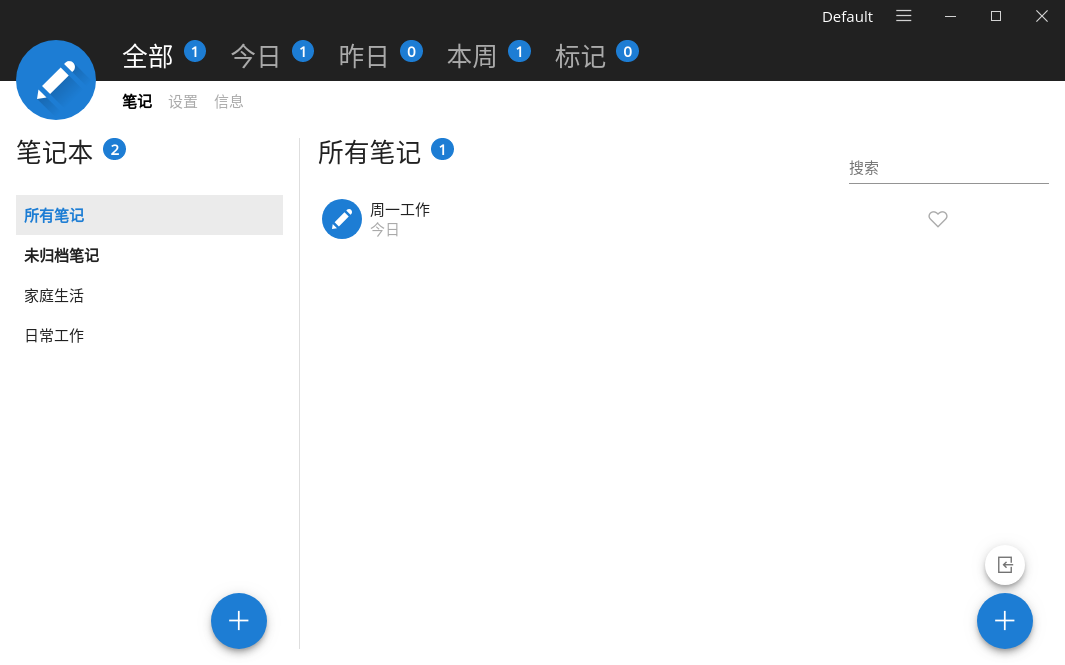 Default
全部 1 今日 1 昨日 0 本周 1 标记 0
笔记 设置 信息
笔记本 2
所有笔记
未归档笔记
家庭生活
日常工作
所有笔记 1
搜索
周一工作
今日